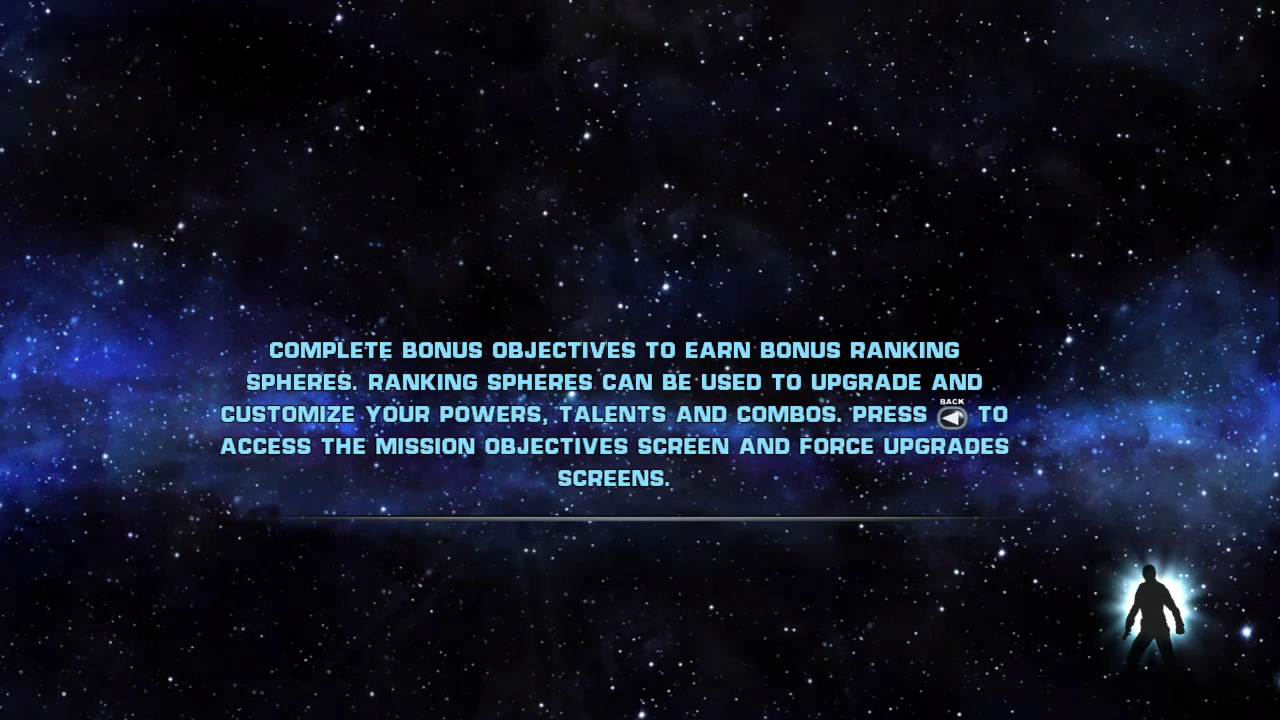 COMPLETE BONUS OBJECTIVES TO EARN BONUS RANKING
SPHERES. RANKING SPHERES CAN BE USED TO UPGRADE AND
CUSTOMIZE YOUR POWERS, TALENTS AND COMBOS. PRESS BACK TO
ACCESS THE MISSION OBJECTIVES SCREEN AND FORCE UPGRADES
SCREENS.